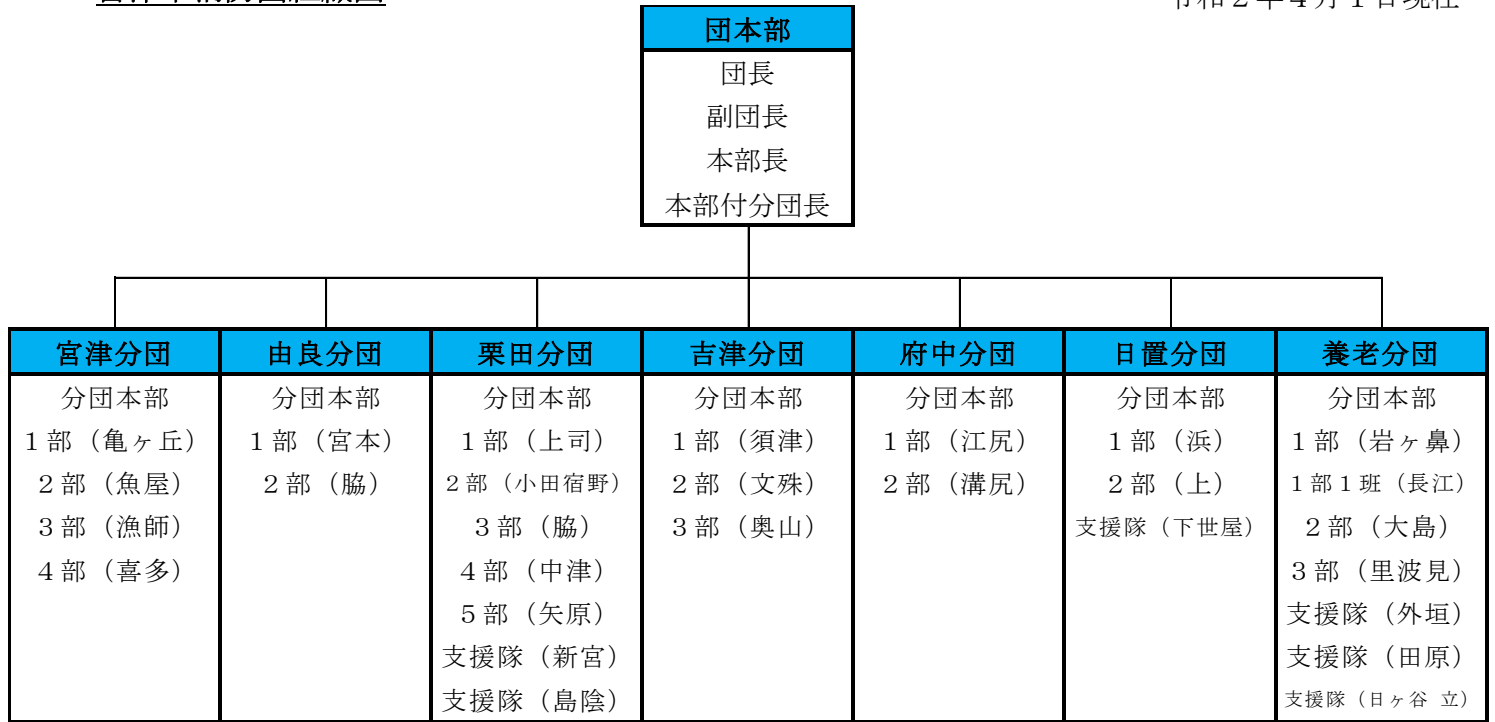 団本部
団長
副団長
本部長
本部付分団長
宮津分団
分団本部
1部（亀ヶ丘）
2部（魚屋）
3部（漁師）
4部（喜多）
由良分団
分団本部
1部（宮本）
2部（脇）
栗田分団
分団本部
1部（上司）
2部（小田宿野）
3部（脇）
4部（中津）
5部（矢原）
支援隊（新宮）
支援隊（島陰）
吉津分団
分団本部
1部（須津）
2部（文殊）
3部（奥山）
府中分団
分団本部
1部（江尻）
2部（溝尻）
日置分団
分団本部
1部（浜）
2部（上）
支援隊（下世屋）
養老分団
分団本部
1部（岩ヶ鼻）
1部1班（長江）
2部（大島）
3部（里波見）
支援隊（外垣）
支援隊（田原）
支援隊（日ヶ谷 立）